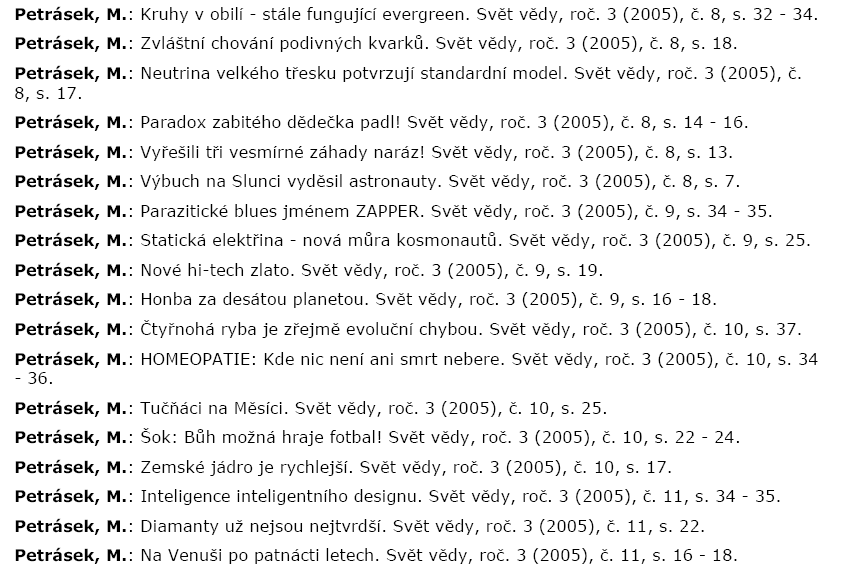 Petrásek, M.: Kruhy v obilí - stále fungující evergreen. Svět vědy, roč. 3 (2005), č. 8, s. 32 - 34.
Petrásek, M.: Zvláštní chování podivných kvarků. Svět vědy, roč. 3 (2005), č. 8, s. 18.
Petrásek, M.: Neutrina velkého třesku potvrzují standardní model. Svět vědy, roč. 3 (2005), č.
8, s. 17.
Petrásek, M.: Paradox zabitého dědečka padl! Svět vědy, roč. 3 (2005), č. 8, s. 14 - 16.
Petrásek, M.: Vyřešili tři vesmírné záhady naráz! Svět vědy, roč. 3 (2005), č. 8, s. 13.
Petrásek, M.: Výbuch na Slunci vyděsil astronauty. Svět vědy, roč. 3 (2005), č. 8, s. 7.
Petrásek, M.: Parazitické blues jménem ZAPPER. Svět vědy, roč. 3 (2005), č. 9, s. 34 - 35.
Petrásek, M.: Statická elektřina - nová můra kosmonautů. Svět vědy, roč. 3 (2005), č. 9, s. 25.
Petrásek, M.: Nové hi-tech zlato. Svět vědy, roč. 3 (2005), č. 9, s. 19.
Petrásek, M.: Honba za desátou planetou. Svět vědy, roč. 3 (2005), č. 9, s. 16 - 18.
Petrásek, M.: Čtyřnohá ryba je zřejmě evoluční chybou. Svět vědy, roč. 3 (2005), č. 10, s. 37.
Petrásek, M.: HOMEOPATIE: Kde nic není ani smrt nebere. Svět vědy, roč. 3 (2005), č. 10, s. 34
- 36.
Petrásek, M.: Tučňáci na Měsíci. Svět vědy, roč. 3 (2005), č. 10, s. 25.
Petrásek, M.: Šok: Bůh možná hraje fotbal! Svět vědy, roč. 3 (2005), č. 10, s. 22 - 24.
Petrásek, M.: Zemské jádro je rychlejší. Svět vědy, roč. 3 (2005), č. 10, s. 17.
Petrásek, M.: Inteligence inteligentního designu. Svět vědy, roč. 3 (2005), č. 11, s. 34 - 35.
Petrásek, M.: Diamanty už nejsou nejtvrdší. Svět vědy, roč. 3 (2005), č. 11, s. 22.
Petrásek, M.: Na Venuši po patnácti letech. Svět vědy, roč. 3 (2005), č. 11, s. 16 - 18.